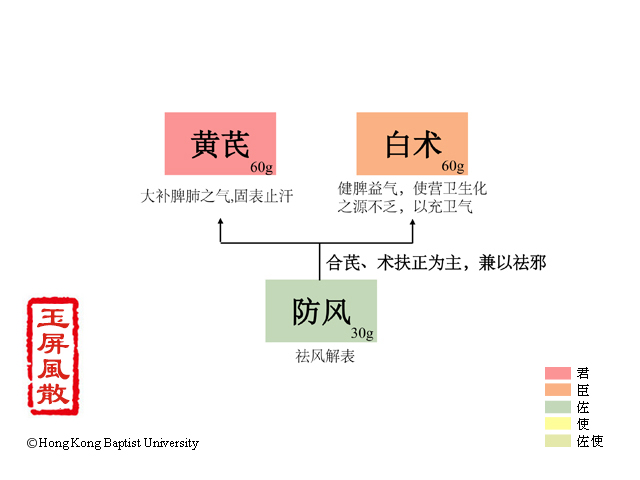 黄芪
60g
大补脾肺之气,固表止汗
白术
60g
健脾益气，使营卫生化
之源不乏，以充卫气
合芪、术扶正为主，兼以祛邪
防风
30g
祛风解表
玉屏風散
君
臣
佐
使
佐使
©Hong Kong Baptist University